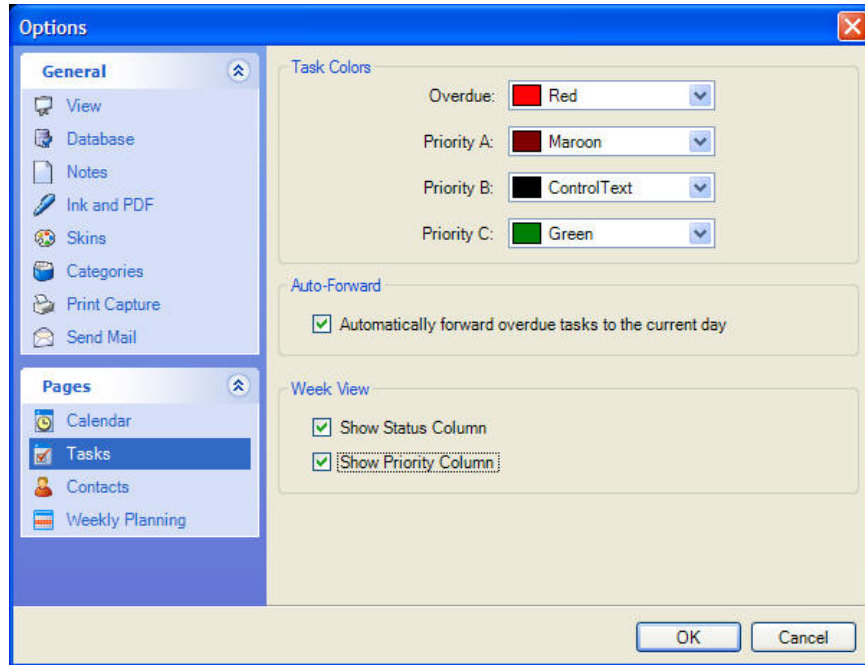 Options
General
View
Database
Notes
Ink and PDF
Skins
Categories
Print Capture
Send Mail
Pages
Calendar
Tasks
Contacts
Weekly Planning
Task Colors
Overdue: Red
Priority A: Maroon
Priority B: ControlText
Priority C: Green
Auto-Forward
Automatically forward overdue tasks to the current day
Week View
Show Status Column
Show Priority Column
OK Cancel